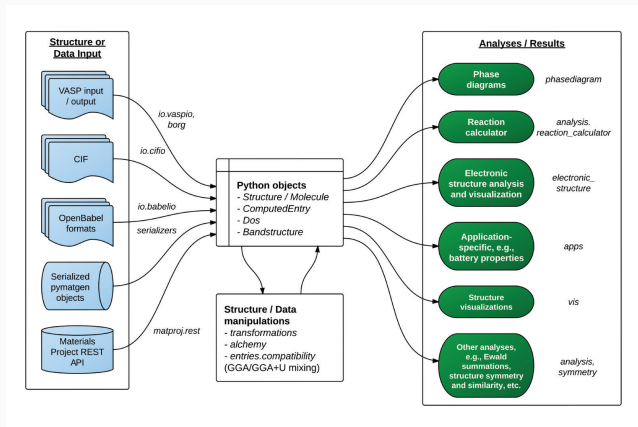 Structure or
Data Input
VASP input
/ output
CIF
OpenBabel
formats
Serialized
pymatgen
objects
Materials
Project REST
API
io.vaspio,
borg
io.cifio
io.babelio
serializers
matproj.rest
Python objects
- Structure / Molecule
- ComputedEntry
- Dos
- Bandstructure
Structure / Data
manipulations
- transformations
- alchemy
- entries.compatibility
(GGA/GGA+U mixing)
Analyses / Results
Phase
diagrams
phasediagram
Reaction
calculator
analysis.
reaction_calculator
Electronic
structure analysis
and visualization
electronic_
structure
Application-
specific, e.g.,
battery properties
apps
Structure
visualizations
vis
Other analyses,
e.g., Ewald
summations,
structure symmetry
and similarity, etc.
analysis,
symmetry